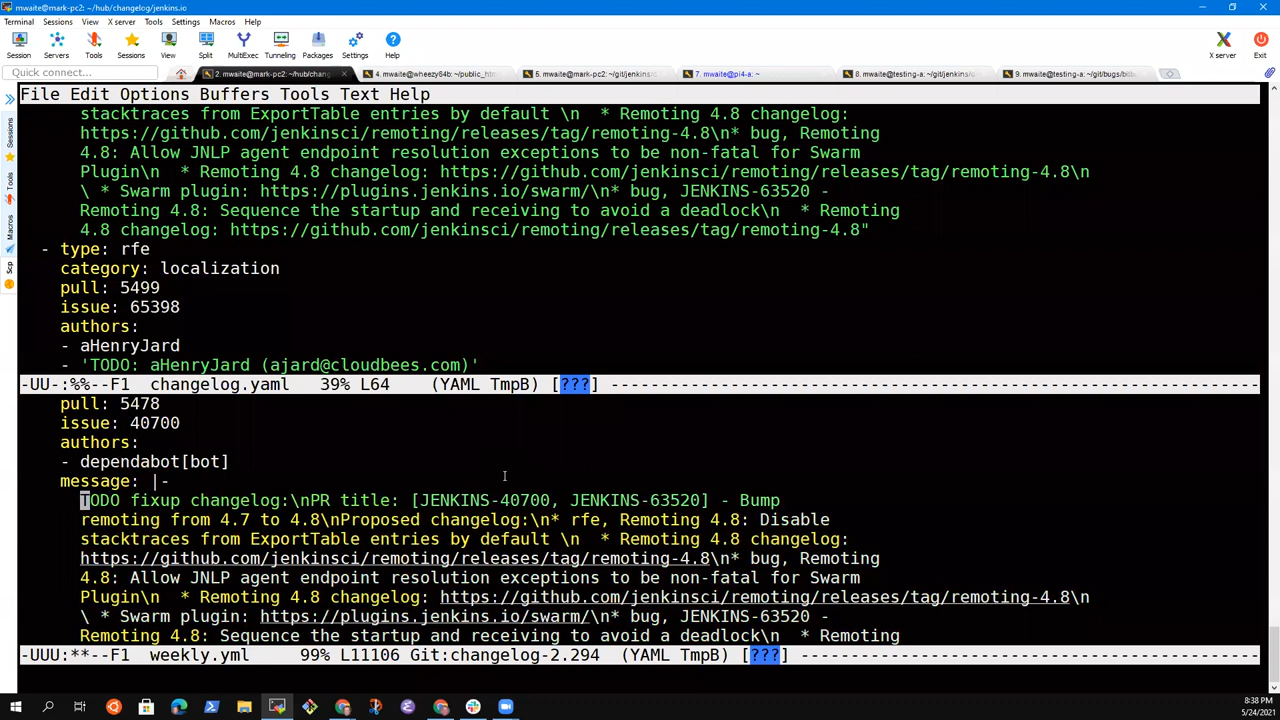 mwaite@mark-pc2: ~/hub/changelog/jenkins.io
Terminal Sessions View X server Tools Settings Macros Help
Session Servers Tools Sessions View Split MultiExec Tunneling Packages Settings Help X server Exit
Quick connect... 2. mwaite@mark-pc2: ~/hub/chang 4. mwaite@wheezy64b: ~/public_ht 5. mwaite@mark-pc2: ~/git/jenkins/ 7. mwaite@pi4-a: ~ 8. mwaite@testing-a: ~/git/jenkins/ 9. mwaite@testing-a: ~/git/bugs/
Sessions
Tools
Macros
Scp
File Edit Options Buffers Tools Text Help
stacktraces from ExportTable entries by default \n  * Remoting 4.8 changelog:
https://github.com/jenkinsci/remoting/releases/tag/remoting-4.8\n* bug, Remoting
4.8: Allow JNLP agent endpoint resolution exceptions to be non-fatal for Swarm
Plugin\n  * Remoting 4.8 changelog: https://github.com/jenkinsci/remoting/releases/tag/remoting-4.8\n
\ * Swarm plugin: https://plugins.jenkins.io/swarm/\n* bug, JENKINS-63520 -
Remoting 4.8: Sequence the startup and receiving to avoid a deadlock\n  * Remoting
4.8 changelog: https://github.com/jenkinsci/remoting/releases/tag/remoting-4.8"
- type: rfe
category: localization
pull: 5499
issue: 65398
authors:
- aHenryJard
- 'TODO: aHenryJard (ajard@cloudbees.com)'
-UU-:%%--F1  changelog.yaml   39% L64    (YAML TmpB) [???] ------------------------------------------------------------------
pull: 5478
issue: 40700
authors:
- dependabot[bot]
message: |-
TODO fixup changelog:\nPR title: [JENKINS-40700, JENKINS-63520] - Bump
remoting from 4.7 to 4.8\nProposed changelog:\n* rfe, Remoting 4.8: Disable
stacktraces from ExportTable entries by default \n  * Remoting 4.8 changelog:
https://github.com/jenkinsci/remoting/releases/tag/remoting-4.8\n* bug, Remoting
4.8: Allow JNLP agent endpoint resolution exceptions to be non-fatal for Swarm
Plugin\n  * Remoting 4.8 changelog: https://github.com/jenkinsci/remoting/releases/tag/remoting-4.8\n
\ * Swarm plugin: https://plugins.jenkins.io/swarm/\n* bug, JENKINS-63520 -
Remoting 4.8: Sequence the startup and receiving to avoid a deadlock\n  * Remoting
-UUU:**--F1  weekly.yml     99% L11106 Git:changelog-2.294  (YAML TmpB) [???] -----------------------------------------------
8:38 PM
5/24/2021